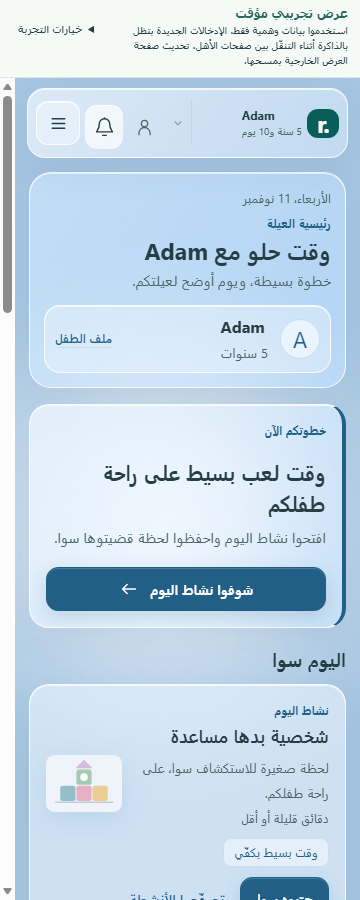 عرض تجريبي مؤقت
استخدموا بيانات وهمية فقط. الإدخالات الجديدة بتظل
بالذاكرة أثناء التنقّل بين صفحات الأهل. تحديث صفحة
العرض الخارجية بمسحها.
◀ خيارات التجربة
r.
Adam
5 سنة و10 يوم
الأربعاء، 11 نوفمبر
رئيسية العيلة
وقت حلو مع Adam
خطوة بسيطة، ويوم أوضح لعيلتكم.
A
Adam
5 سنوات
ملف الطفل
خطوتكم الآن
وقت لعب بسيط على راحة
طفلكم
افتحوا نشاط اليوم واحفظوا لحظة قضيتوها سوا.
شوفوا نشاط اليوم ←
اليوم سوا
نشاط اليوم
شخصية بدها مساعدة
لحظة صغيرة للاستكشاف سوا، على
راحة طفلكم.
دقائق قليلة أو أقل
وقت بسيط بكفّي